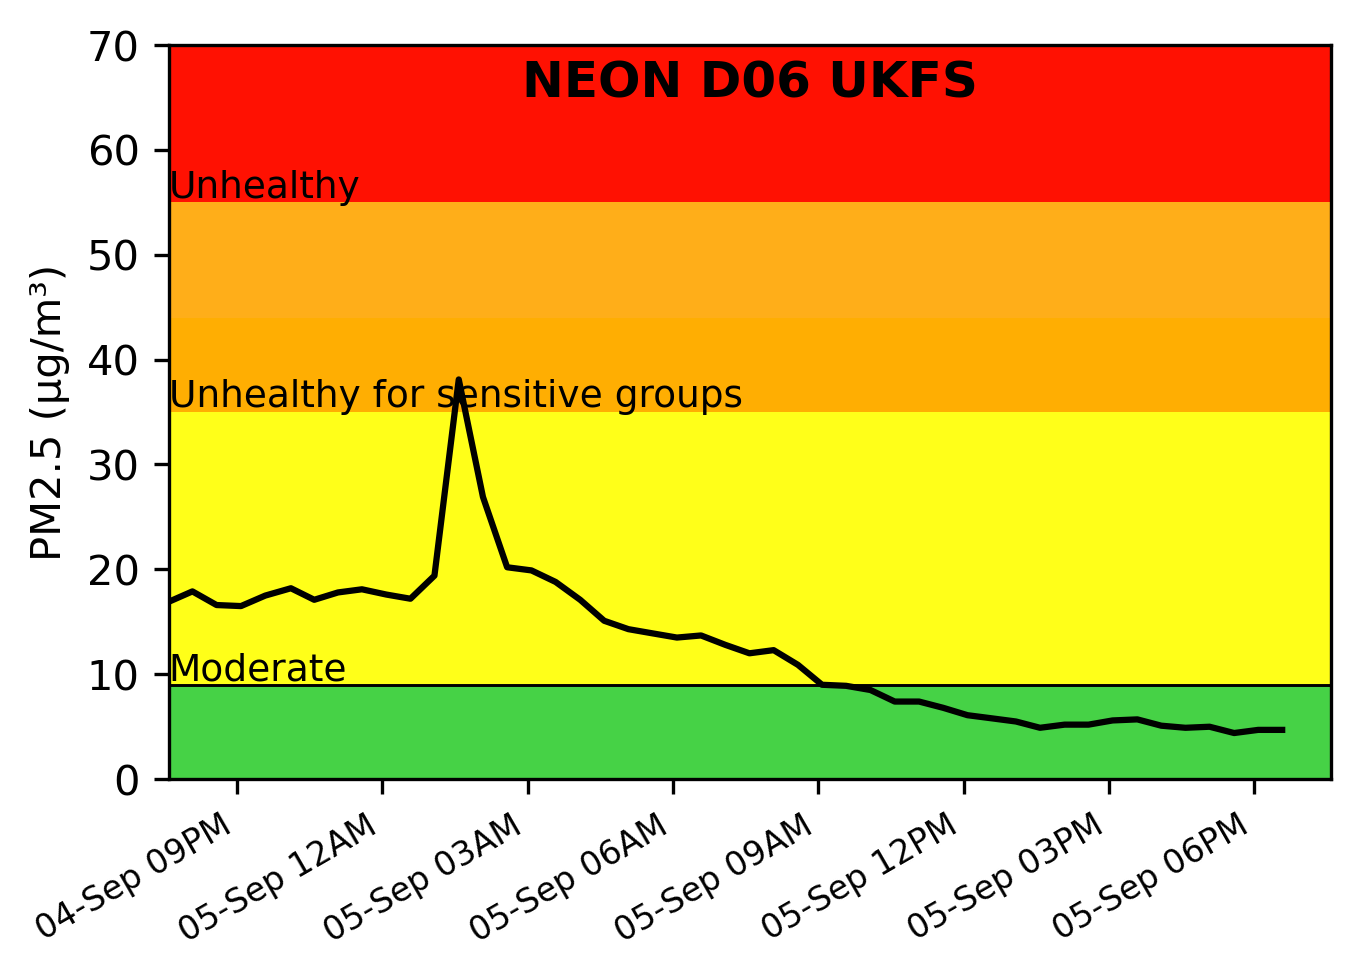 NEON D06 UKFS
70
60
50
40
30
20
10
0
PM2.5 (µg/m³)
Unhealthy
Unhealthy for sensitive groups
Moderate
04-Sep 09PM
05-Sep 12AM
05-Sep 03AM
05-Sep 06AM
05-Sep 09AM
05-Sep 12PM
05-Sep 03PM
05-Sep 06PM